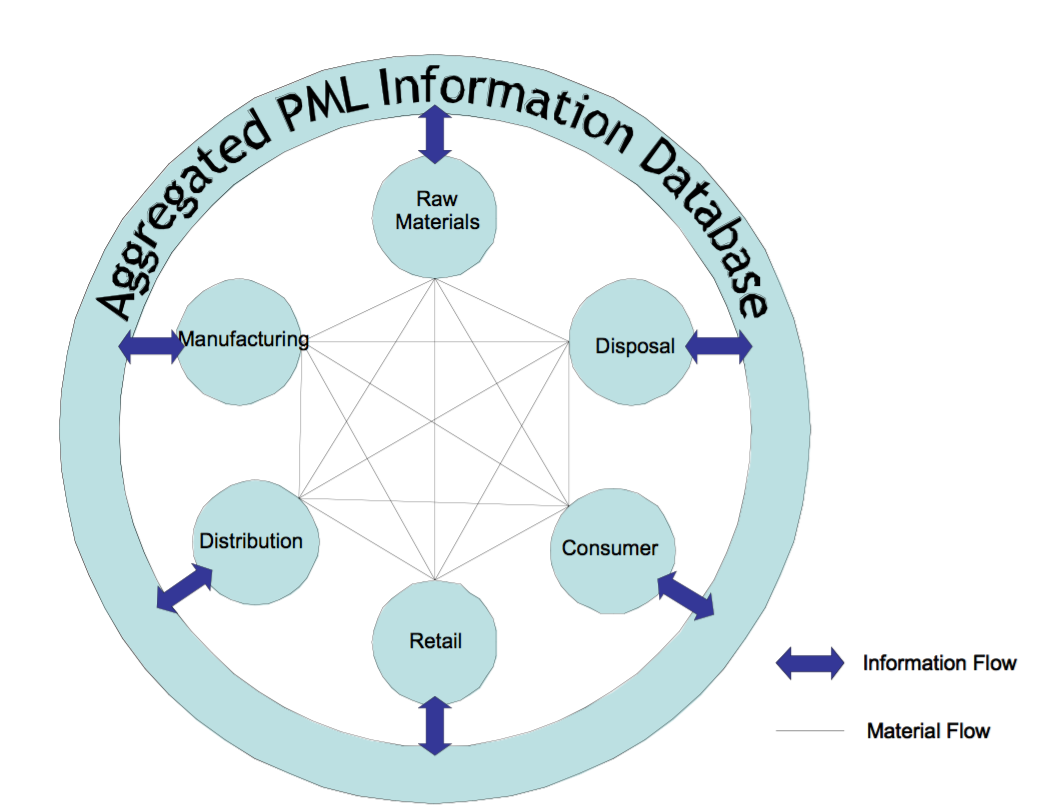 Aggregated PML Information Database
Raw
Materials
Manufacturing
Disposal
Distribution
Consumer
Retail
Information Flow
Material Flow